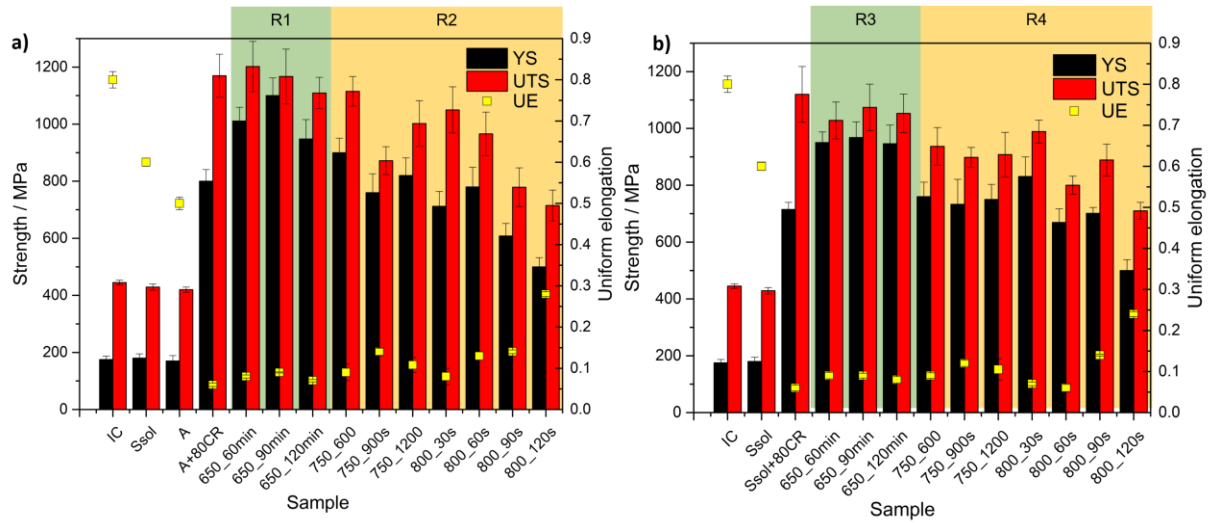 a)
R1
R2
YS
UTS
UE
Strength / MPa
0
200
400
600
800
1000
1200
Uniform elongation
0.0
0.1
0.2
0.3
0.4
0.5
0.6
0.7
0.8
0.9
IC
Ssol
A
A+80CR
650_60min
650_90min
650_120min
750_600
750_900s
750_1200
800_30s
800_60s
800_90s
800_120s
Sample
b)
R3
R4
YS
UTS
UE
Strength / MPa
0
200
400
600
800
1000
1200
Uniform elongation
0.0
0.1
0.2
0.3
0.4
0.5
0.6
0.7
0.8
0.9
IC
Ssol
Ssol+80CR
650_60min
650_90min
650_120min
750_600
750_900s
750_1200
800_30s
800_60s
800_90s
800_120s
Sample